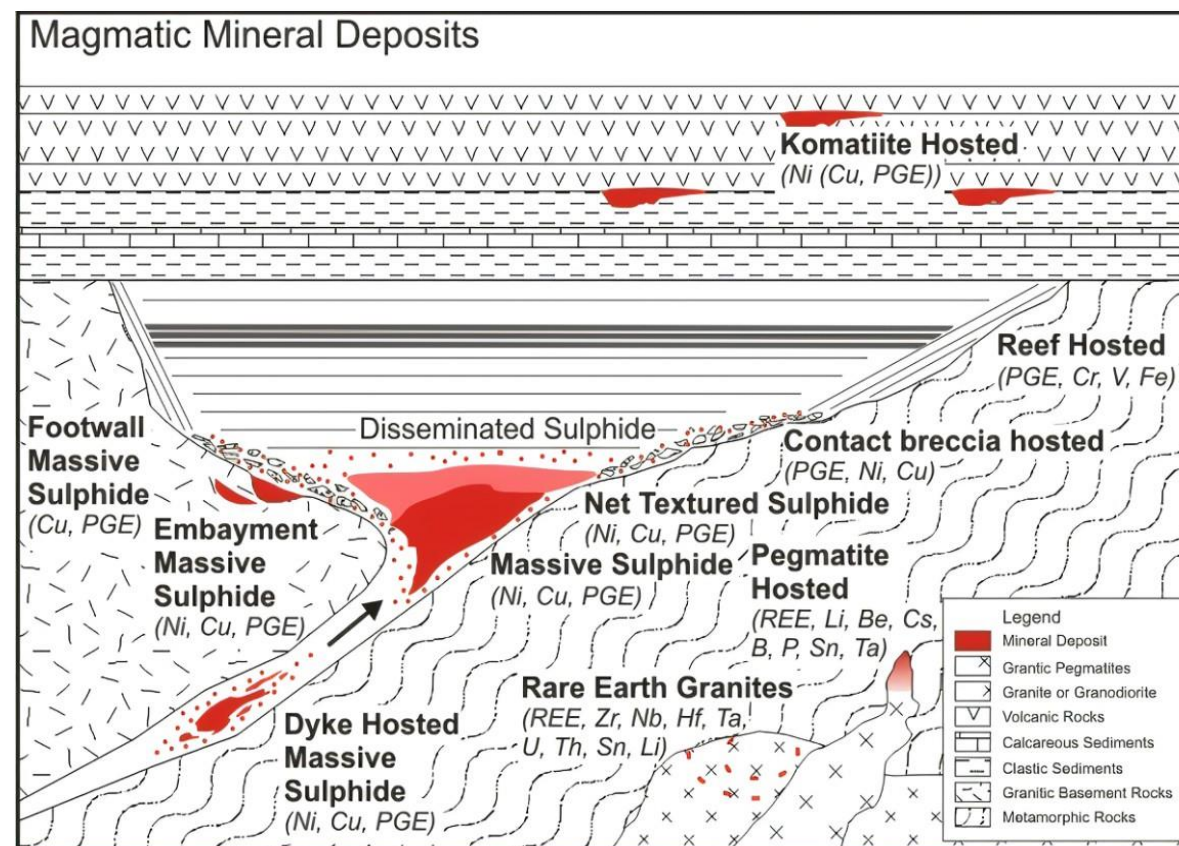 Magmatic Mineral Deposits
Komatiite Hosted
(Ni (Cu, PGE))
Reef Hosted
(PGE, Cr, V, Fe)
Disseminated Sulphide
Footwall
Massive
Sulphide
(Cu, PGE)
Contact breccia hosted
(PGE, Ni, Cu)
Net Textured Sulphide
(Ni, Cu, PGE)
Embayment
Massive
Sulphide
(Ni, Cu, PGE)
Massive Sulphide
(Ni, Cu, PGE)
Pegmatite
Hosted
(REE, Li, Be, Cs,
B, P, Sn, Ta)
Rare Earth Granites
(REE, Zr, Nb, Hf, Ta,
U, Th, Sn, Li)
Dyke Hosted
Massive
Sulphide
(Ni, Cu, PGE)
Legend
Mineral Deposit
Grantic Pegmatites
Granite or Granodiorite
Volcanic Rocks
Calcareous Sediments
Clastic Sediments
Granitic Basement Rocks
Metamorphic Rocks